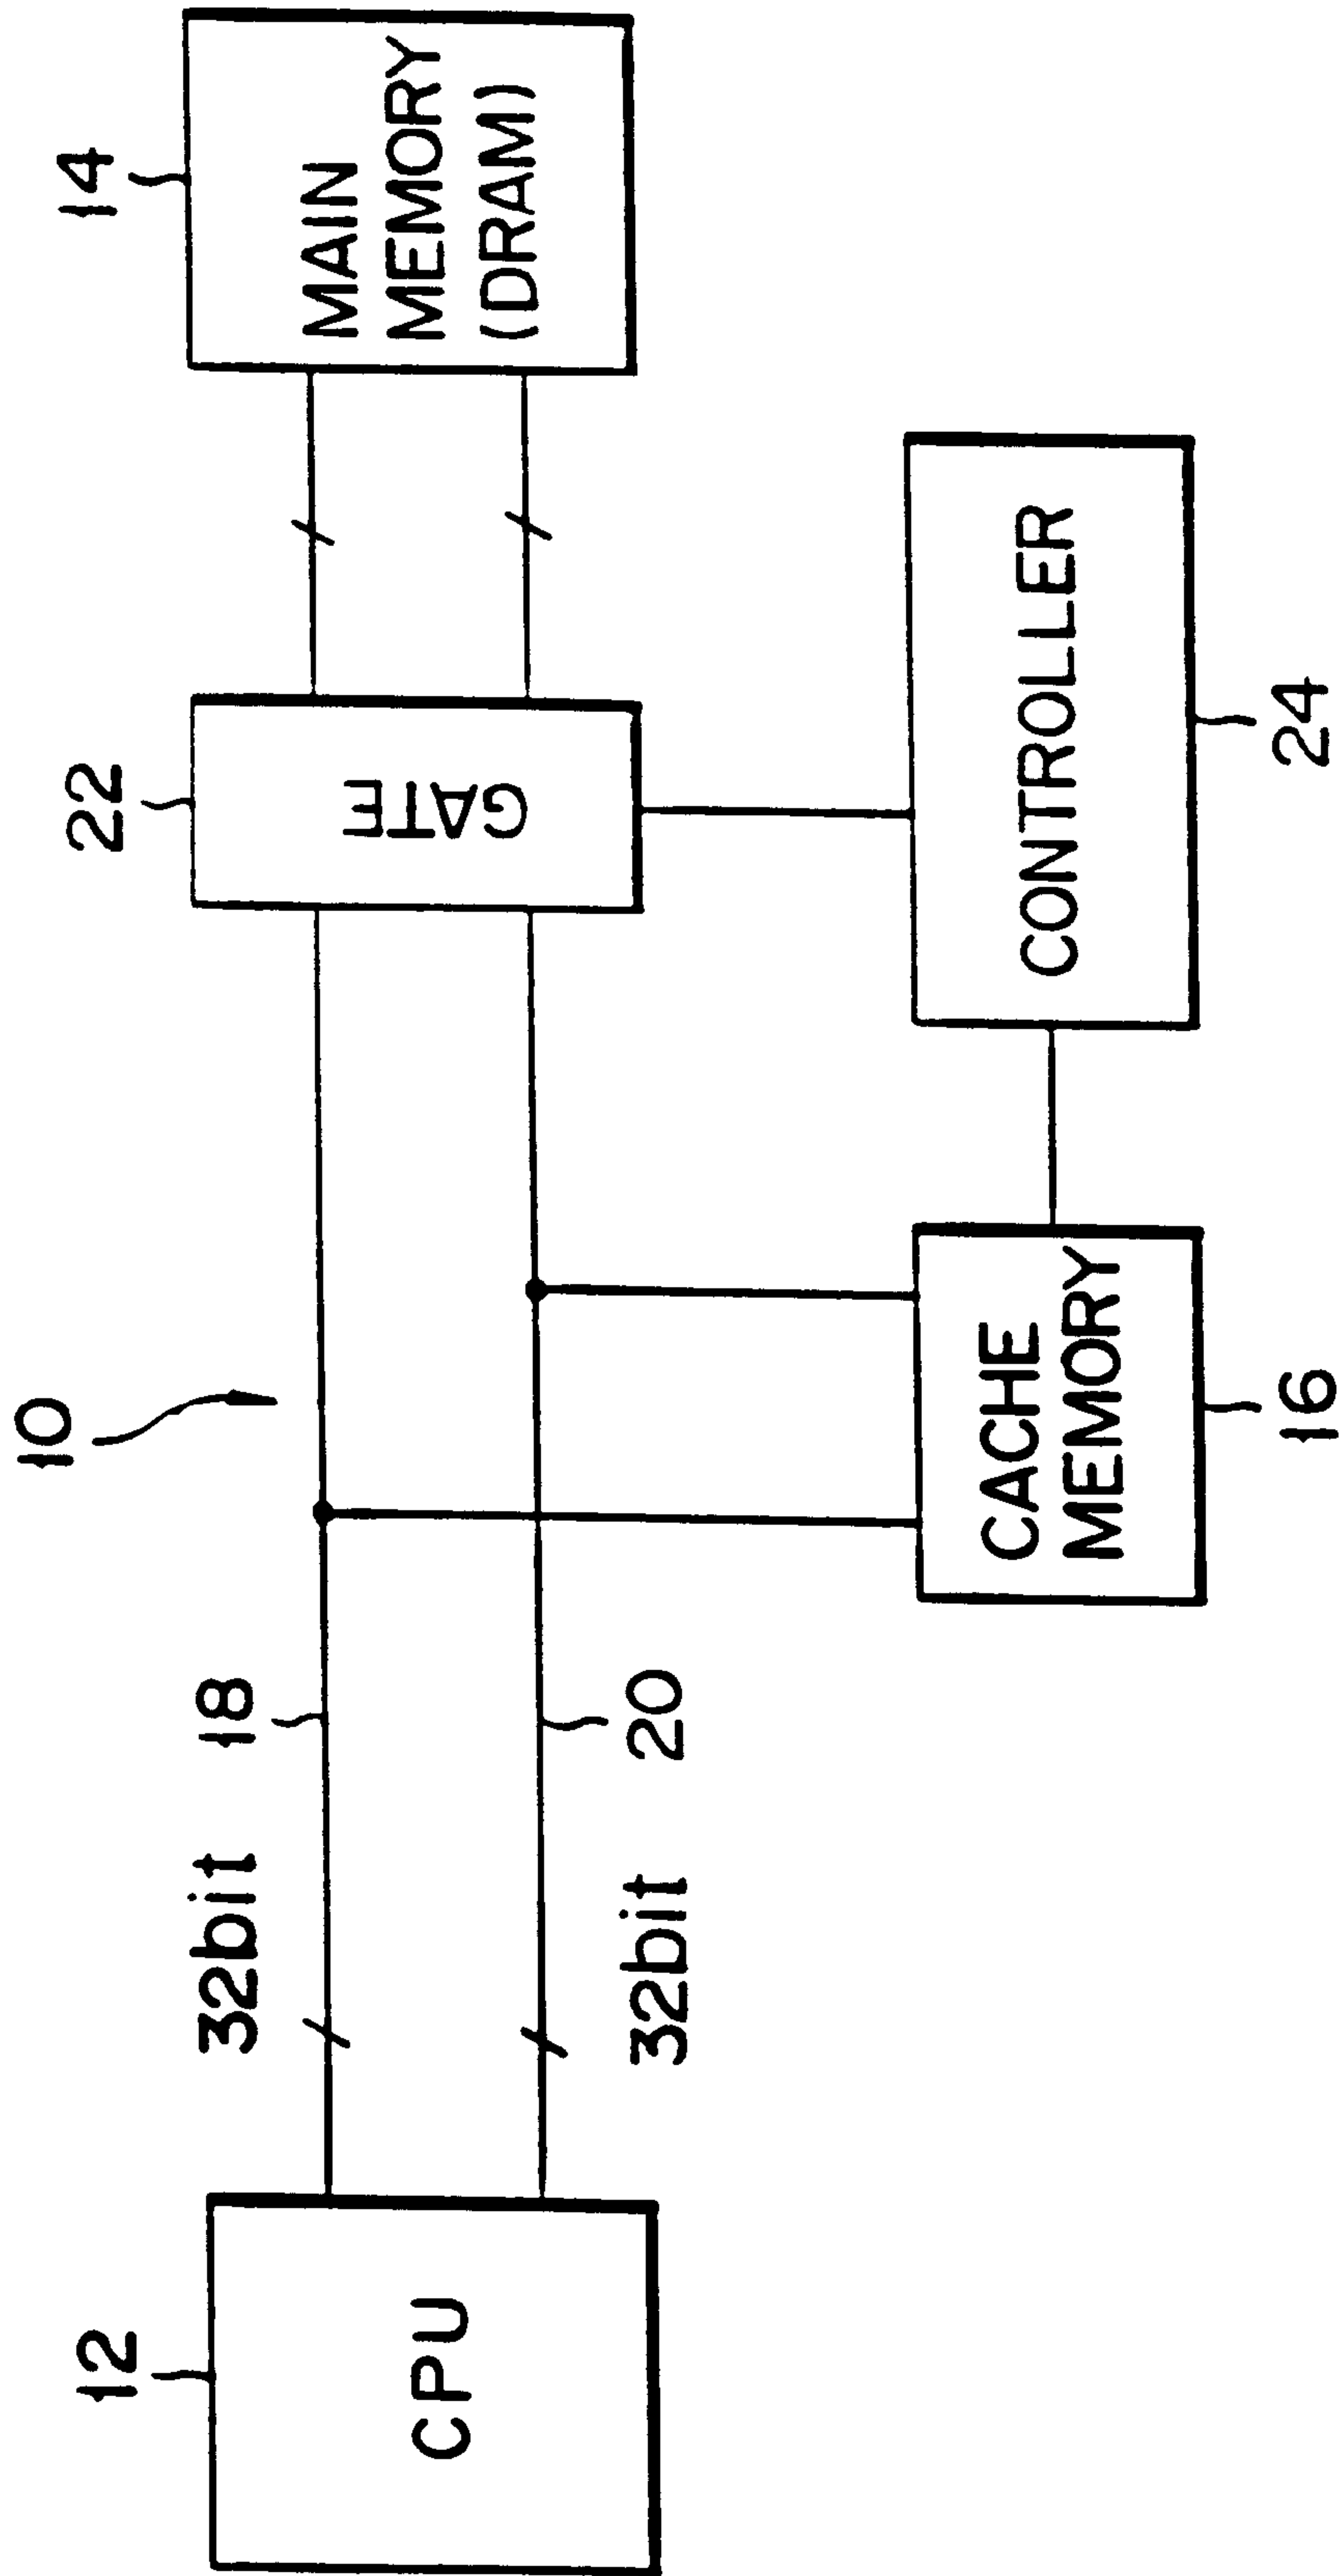 10
12
CPU
32bit
18
32bit
20
22
GATE
14
MAIN
MEMORY
(DRAM)
CACHE
MEMORY
16
CONTROLLER
24